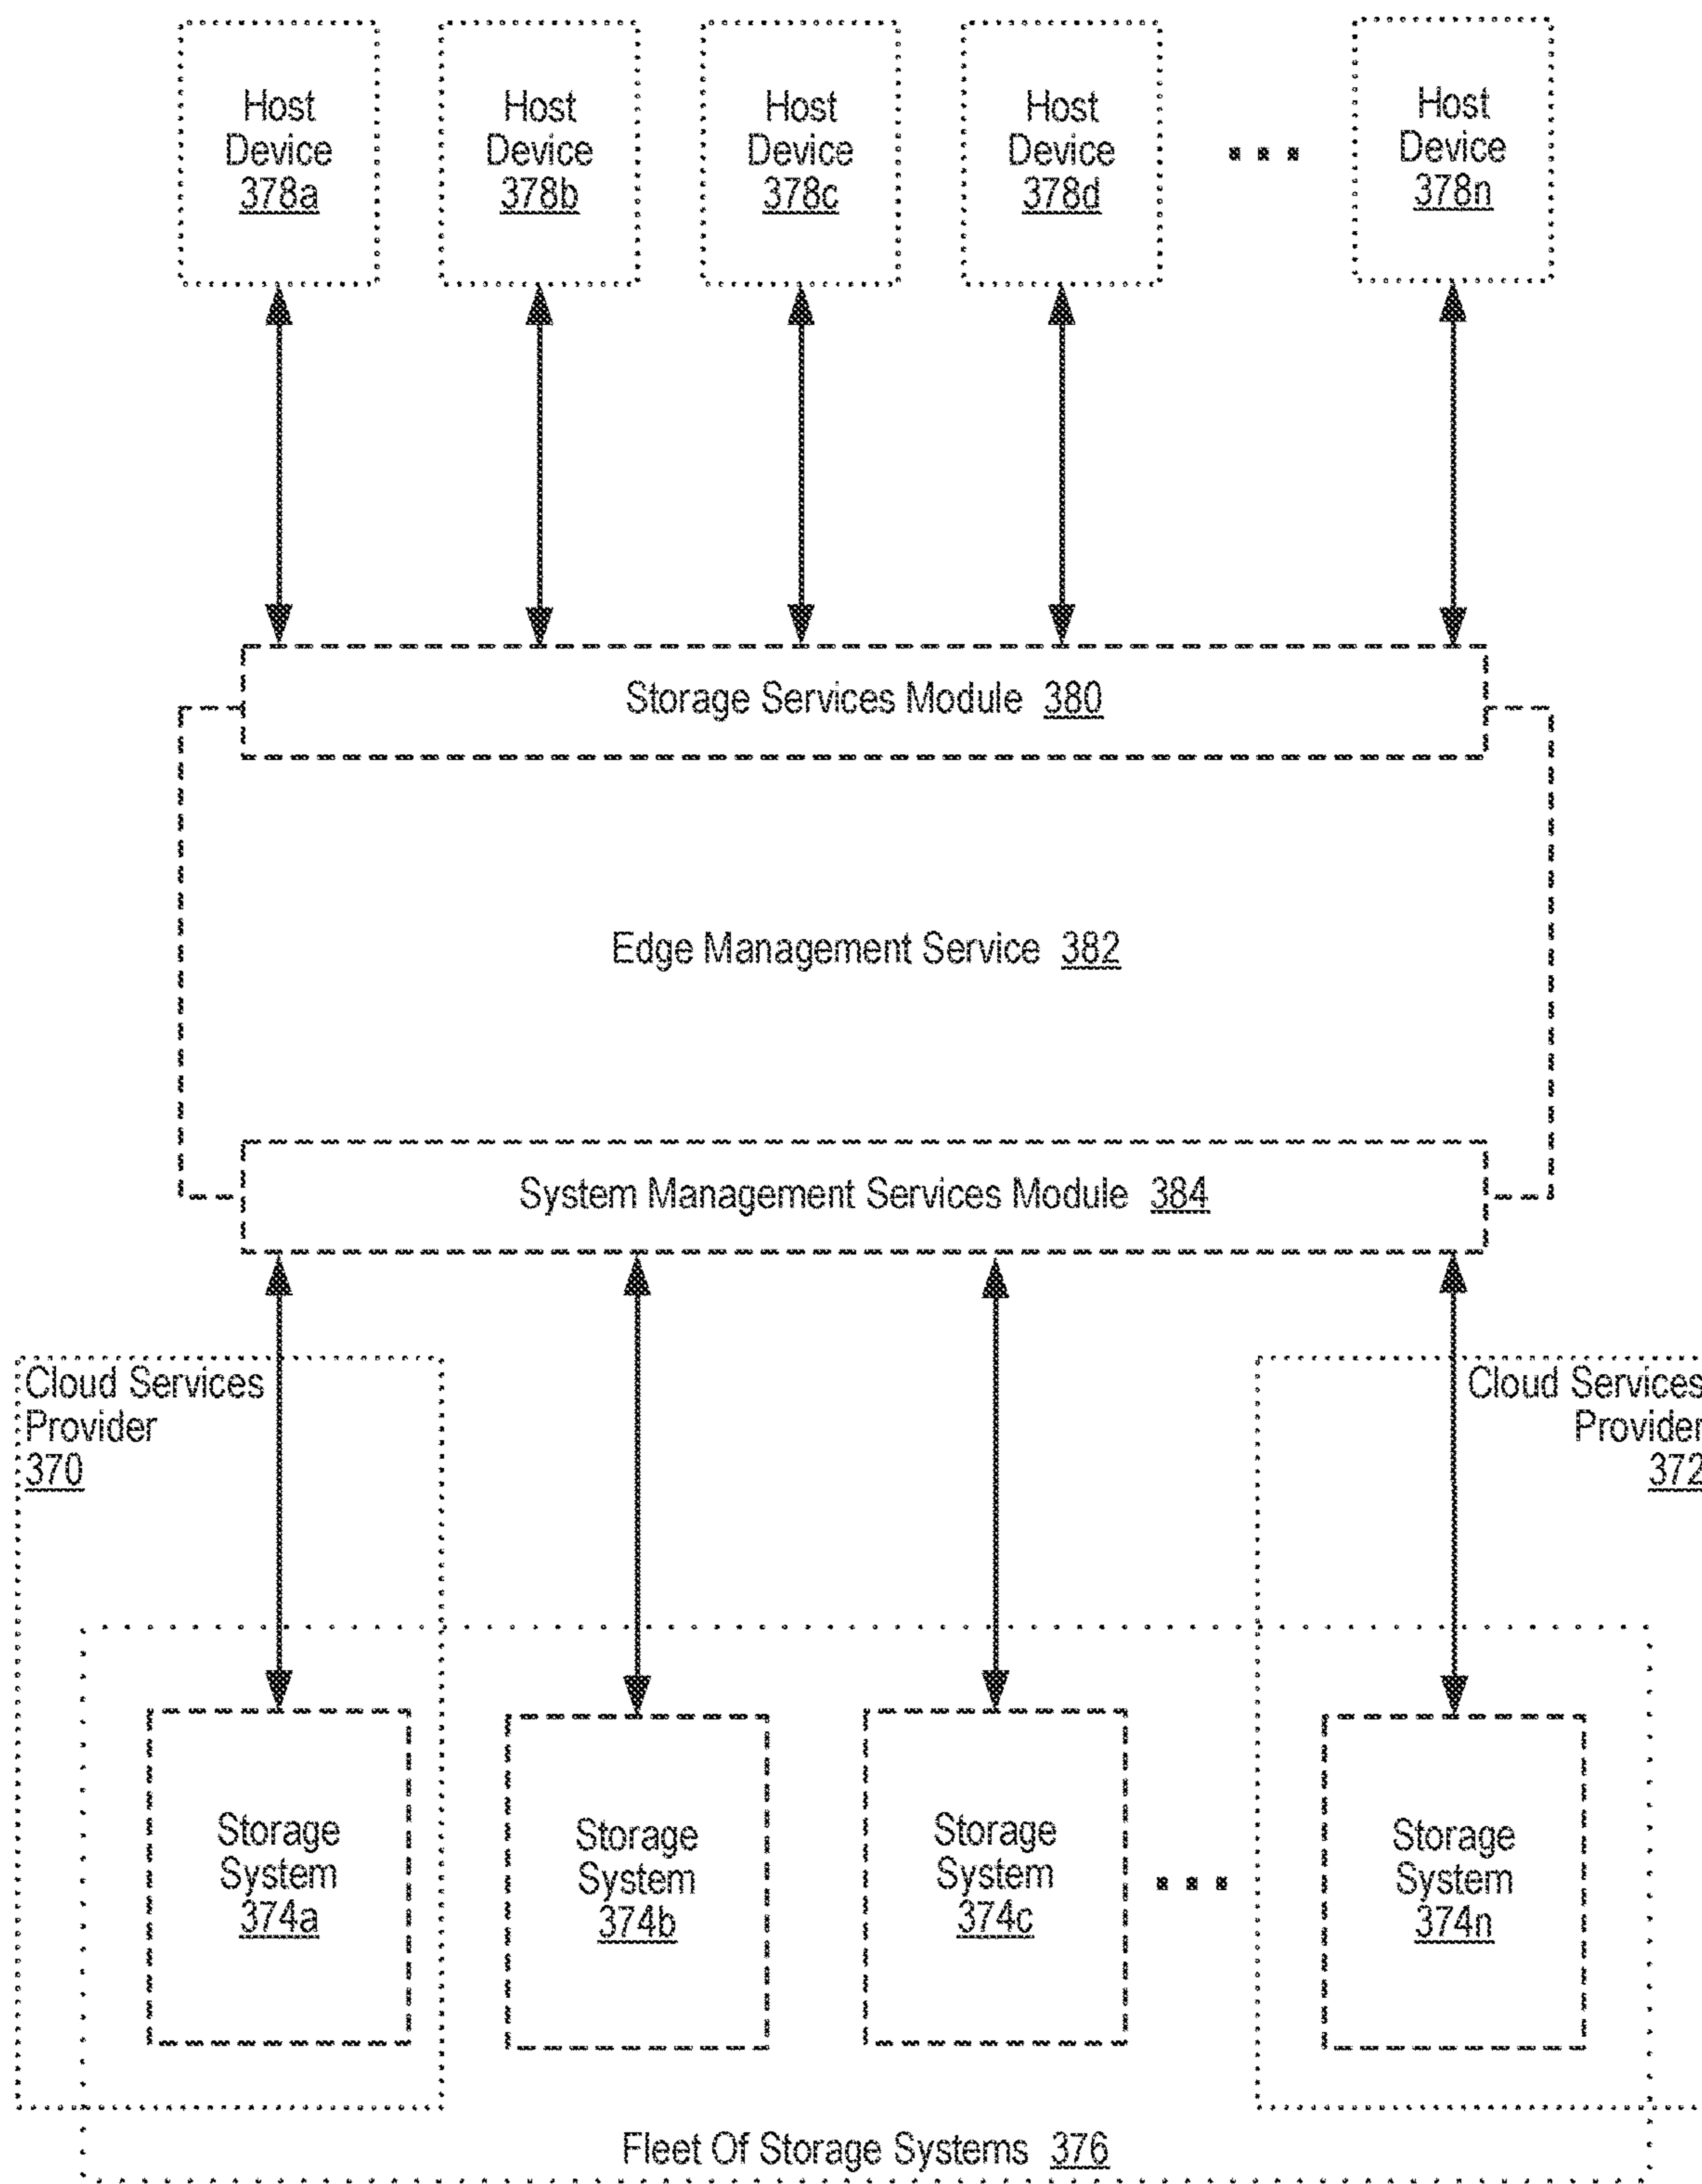 Host
Device
378a
Host
Device
378b
Host
Device
378c
Host
Device
378d
...
Host
Device
378n
Storage Services Module 380
Edge Management Service 382
System Management Services Module 384
Cloud Services
Provider
370
Cloud Services
Provider
372
Storage
System
374a
Storage
System
374b
Storage
System
374c
...
Storage
System
374n
Fleet Of Storage Systems 376